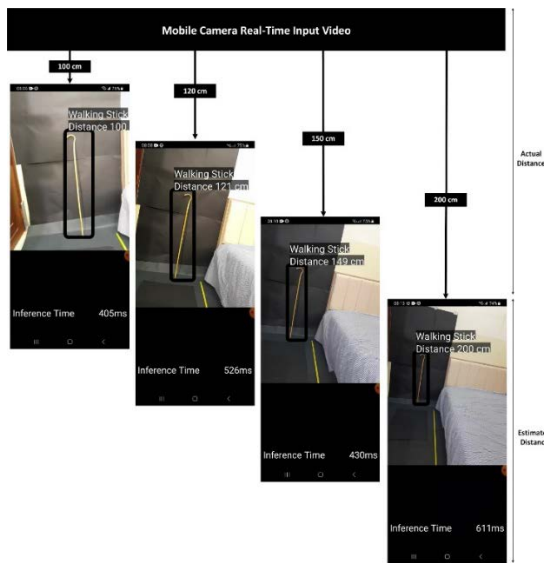 Mobile Camera Real-Time Input Video
100 cm
120 cm
150 cm
200 cm
Walking Stick
Distance 100
Inference Time 405ms
Walking Stick
Distance 121 cm
Inference Time 526ms
Walking Stick
Distance 149 cm
Inference Time 430ms
Walking Stick
Distance 200 cm
Inference Time 611ms
Actual
Distance
Estimate
Distanc